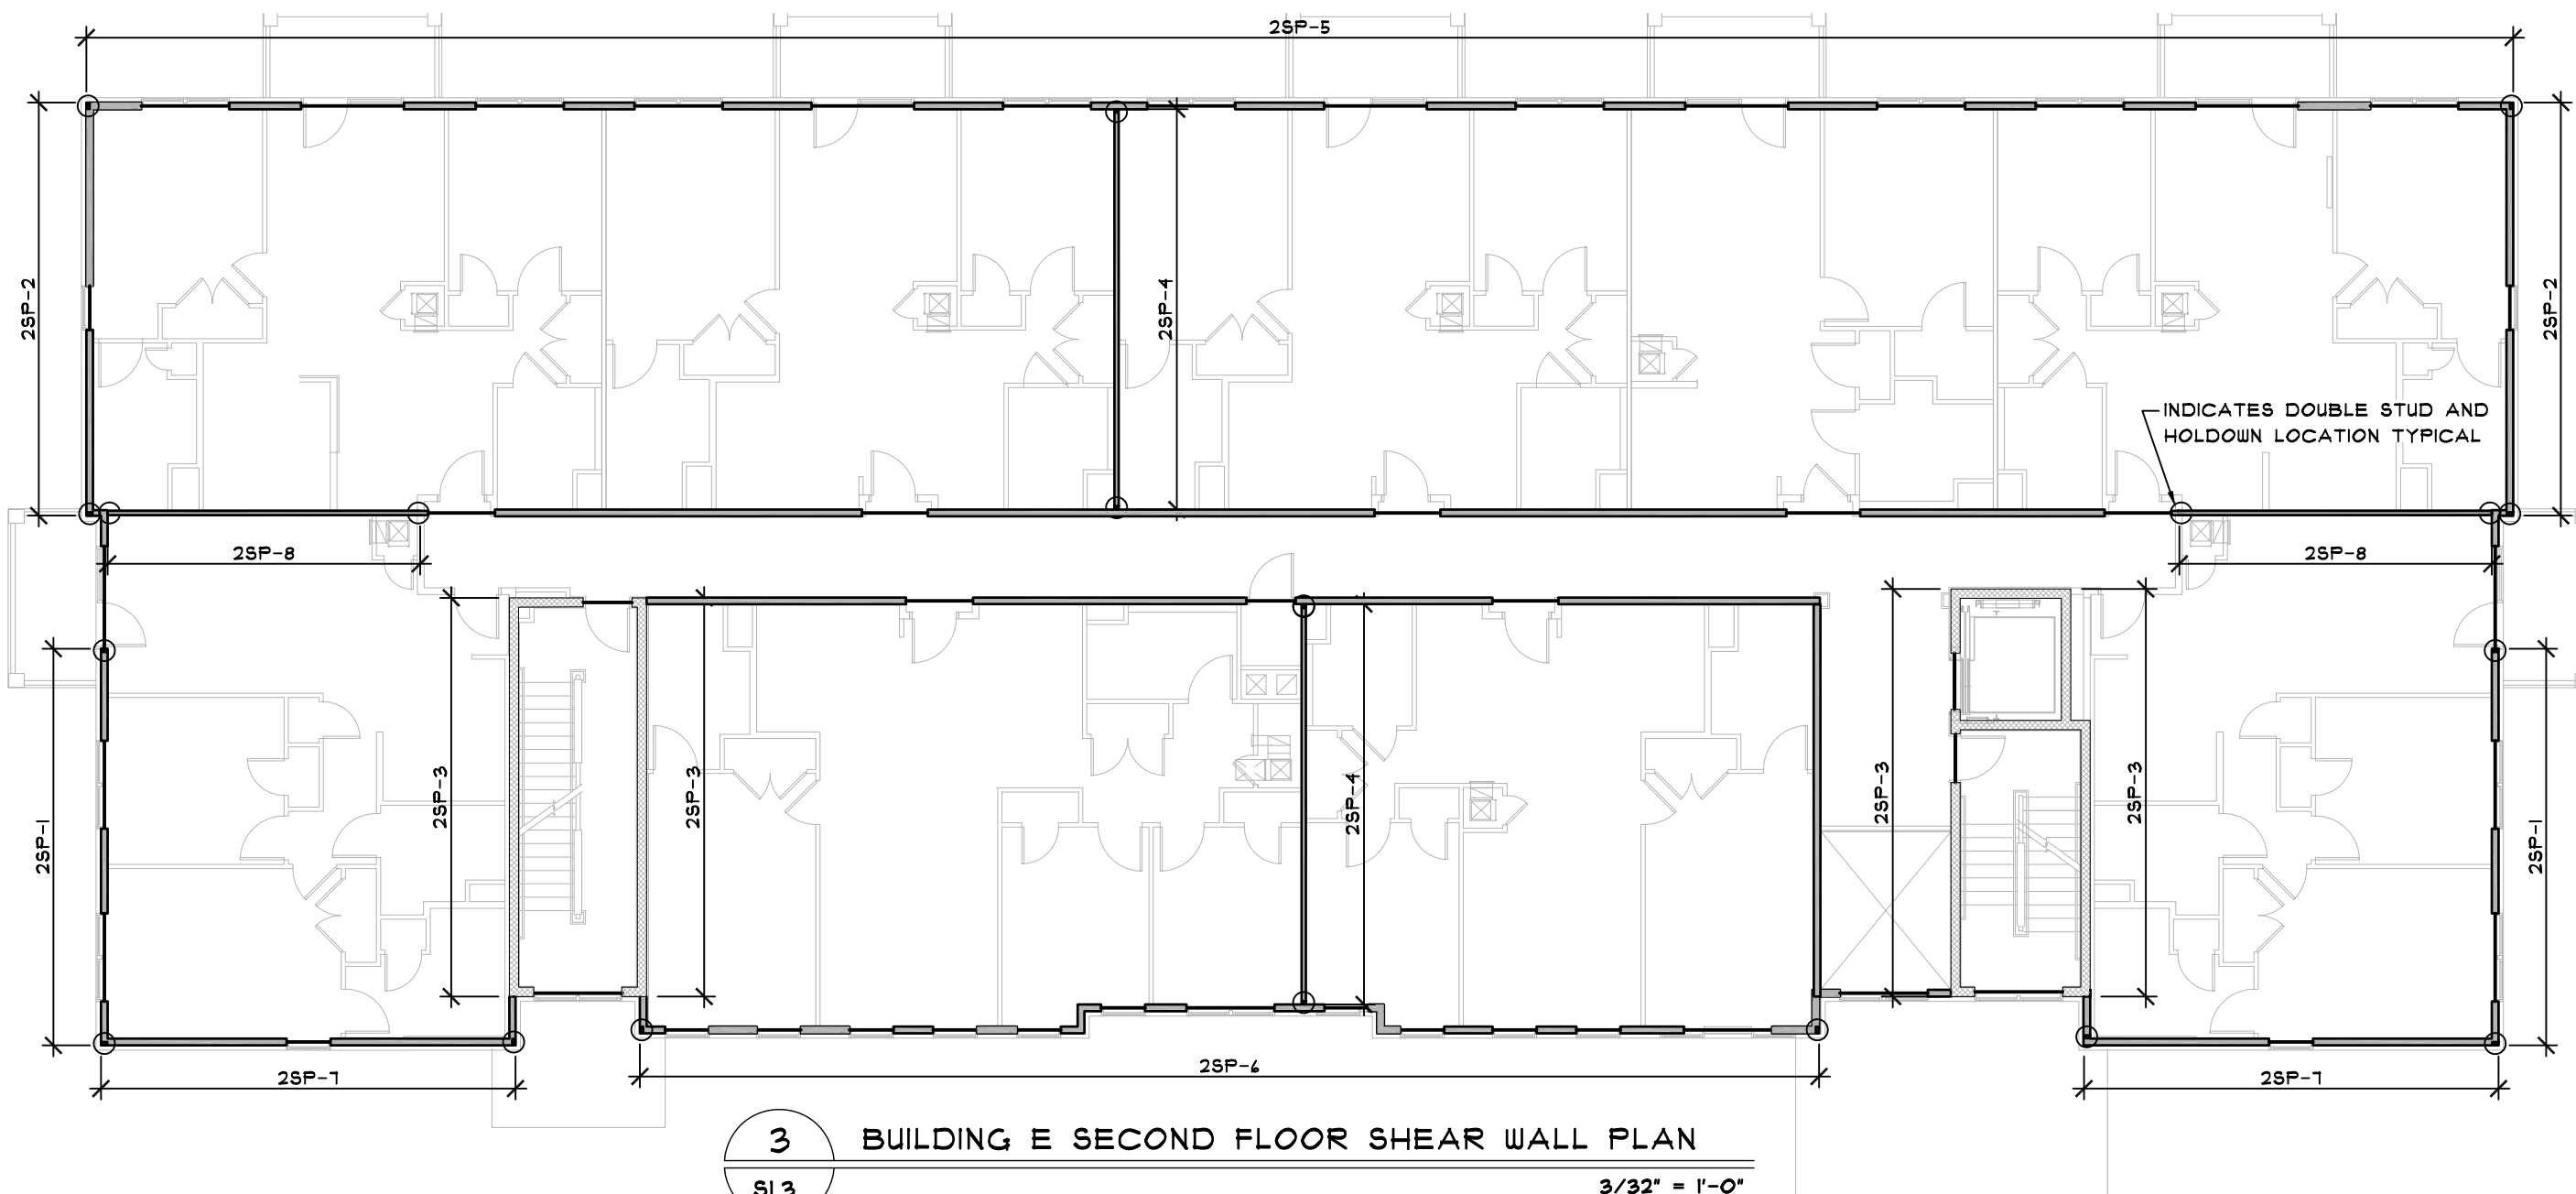 2SP-5
2SP-2
2SP-4
2SP-2
INDICATES DOUBLE STUD AND
HOLDOWN LOCATION TYPICAL
2SP-8
2SP-8
2SP-1
2SP-3
2SP-3
2SP-4
2SP-3
2SP-3
2SP-1
2SP-7
2SP-6
2SP-7
3
BUILDING E SECOND FLOOR SHEAR WALL PLAN
S1.3
3/32" = 1'-0"